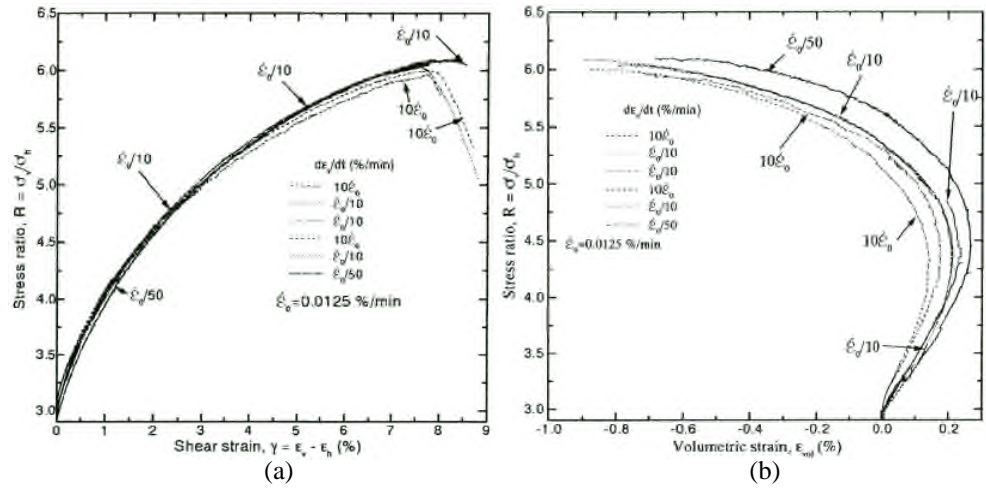 6.5
6.0
5.5
5.0
4.5
4.0
3.5
3.0
0 1 2 3 4 5 6 7 8 9
Stress ratio, R = σ'ᵥ/σ'ₕ
Shear strain, γ = εᵥ - εₕ (%)
ε̇₀/10
ε̇₀/10
ε̇₀/10
ε̇₀/50
10ε̇₀
10ε̇₀
dεᵥ/dt (%/min)
10ε̇₀
ε̇₀/10
ε̇₀/10
10ε̇₀
ε̇₀/10
ε̇₀/50
ε̇₀=0.0125 %/min
(a)
6.5
6.0
5.5
5.0
4.5
4.0
3.5
3.0
-1.0 -0.8 -0.6 -0.4 -0.2 0.0 0.2
Stress ratio, R = σ'ᵥ/σ'ₕ
Volumetric strain, εᵥₒₗ (%)
ε̇₀/50
ε̇₀/10
ε̇₀/10
10ε̇₀
10ε̇₀
ε̇₀/10
dεᵥ/dt (%/min)
10ε̇₀
ε̇₀/10
ε̇₀/10
10ε̇₀
ε̇₀/10
ε̇₀/50
ε̇₀=0.0125 %/min
(b)